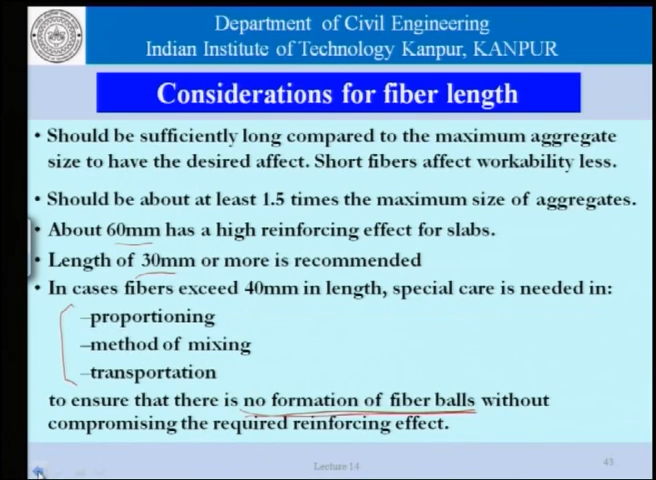 Department of Civil Engineering
Indian Institute of Technology Kanpur, KANPUR
Considerations for fiber length
• Should be sufficiently long compared to the maximum aggregate
size to have the desired affect. Short fibers affect workability less.
• Should be about at least 1.5 times the maximum size of aggregates.
• About 60mm has a high reinforcing effect for slabs.
• Length of 30mm or more is recommended
• In cases fibers exceed 40mm in length, special care is needed in:
–proportioning
–method of mixing
–transportation
to ensure that there is no formation of fiber balls without
compromising the required reinforcing effect.
Lecture 14